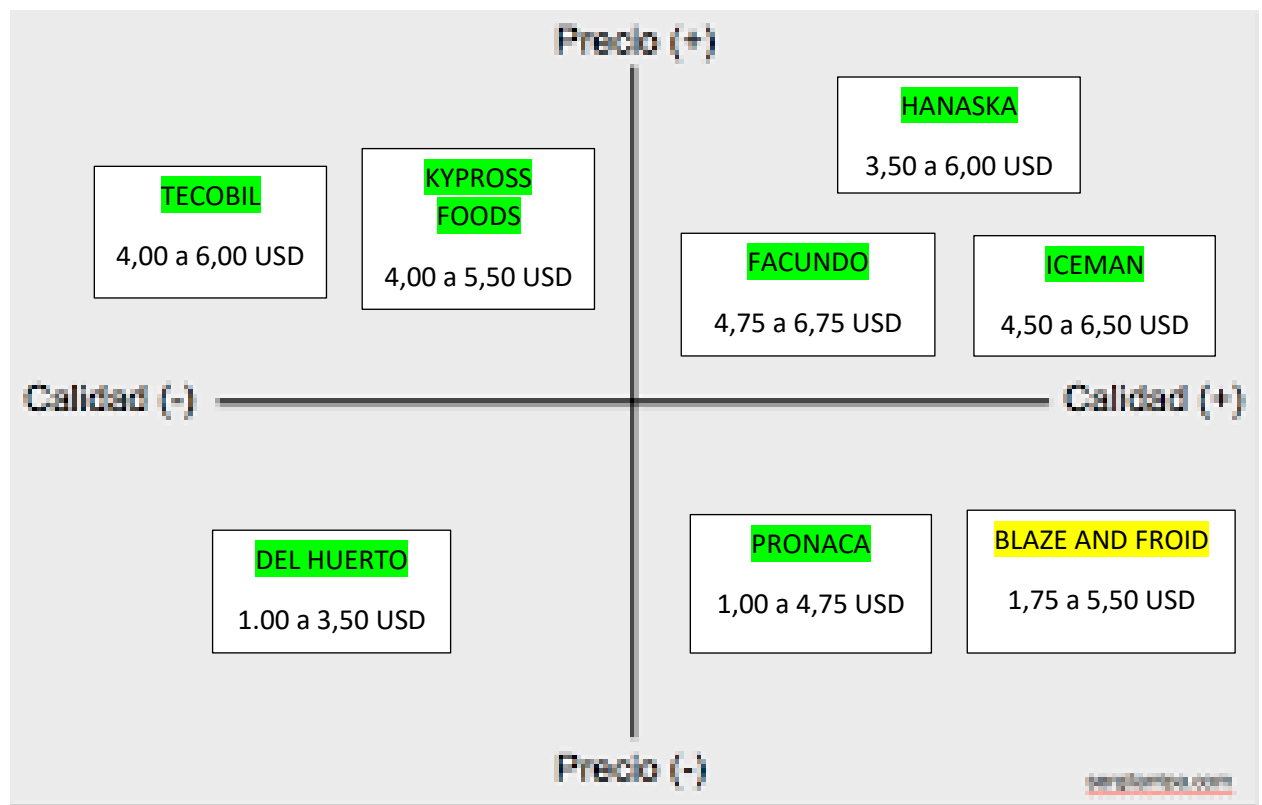 Precio (+)
HANASKA
3,50 a 6,00 USD
TECOBIL
4,00 a 6,00 USD
KYPROSS
FOODS
4,00 a 5,50 USD
FACUNDO
4,75 a 6,75 USD
ICEMAN
4,50 a 6,50 USD
Calidad (-)
Calidad (+)
DEL HUERTO
1.00 a 3,50 USD
PRONACA
1,00 a 4,75 USD
BLAZE AND FROID
1,75 a 5,50 USD
Precio (-)